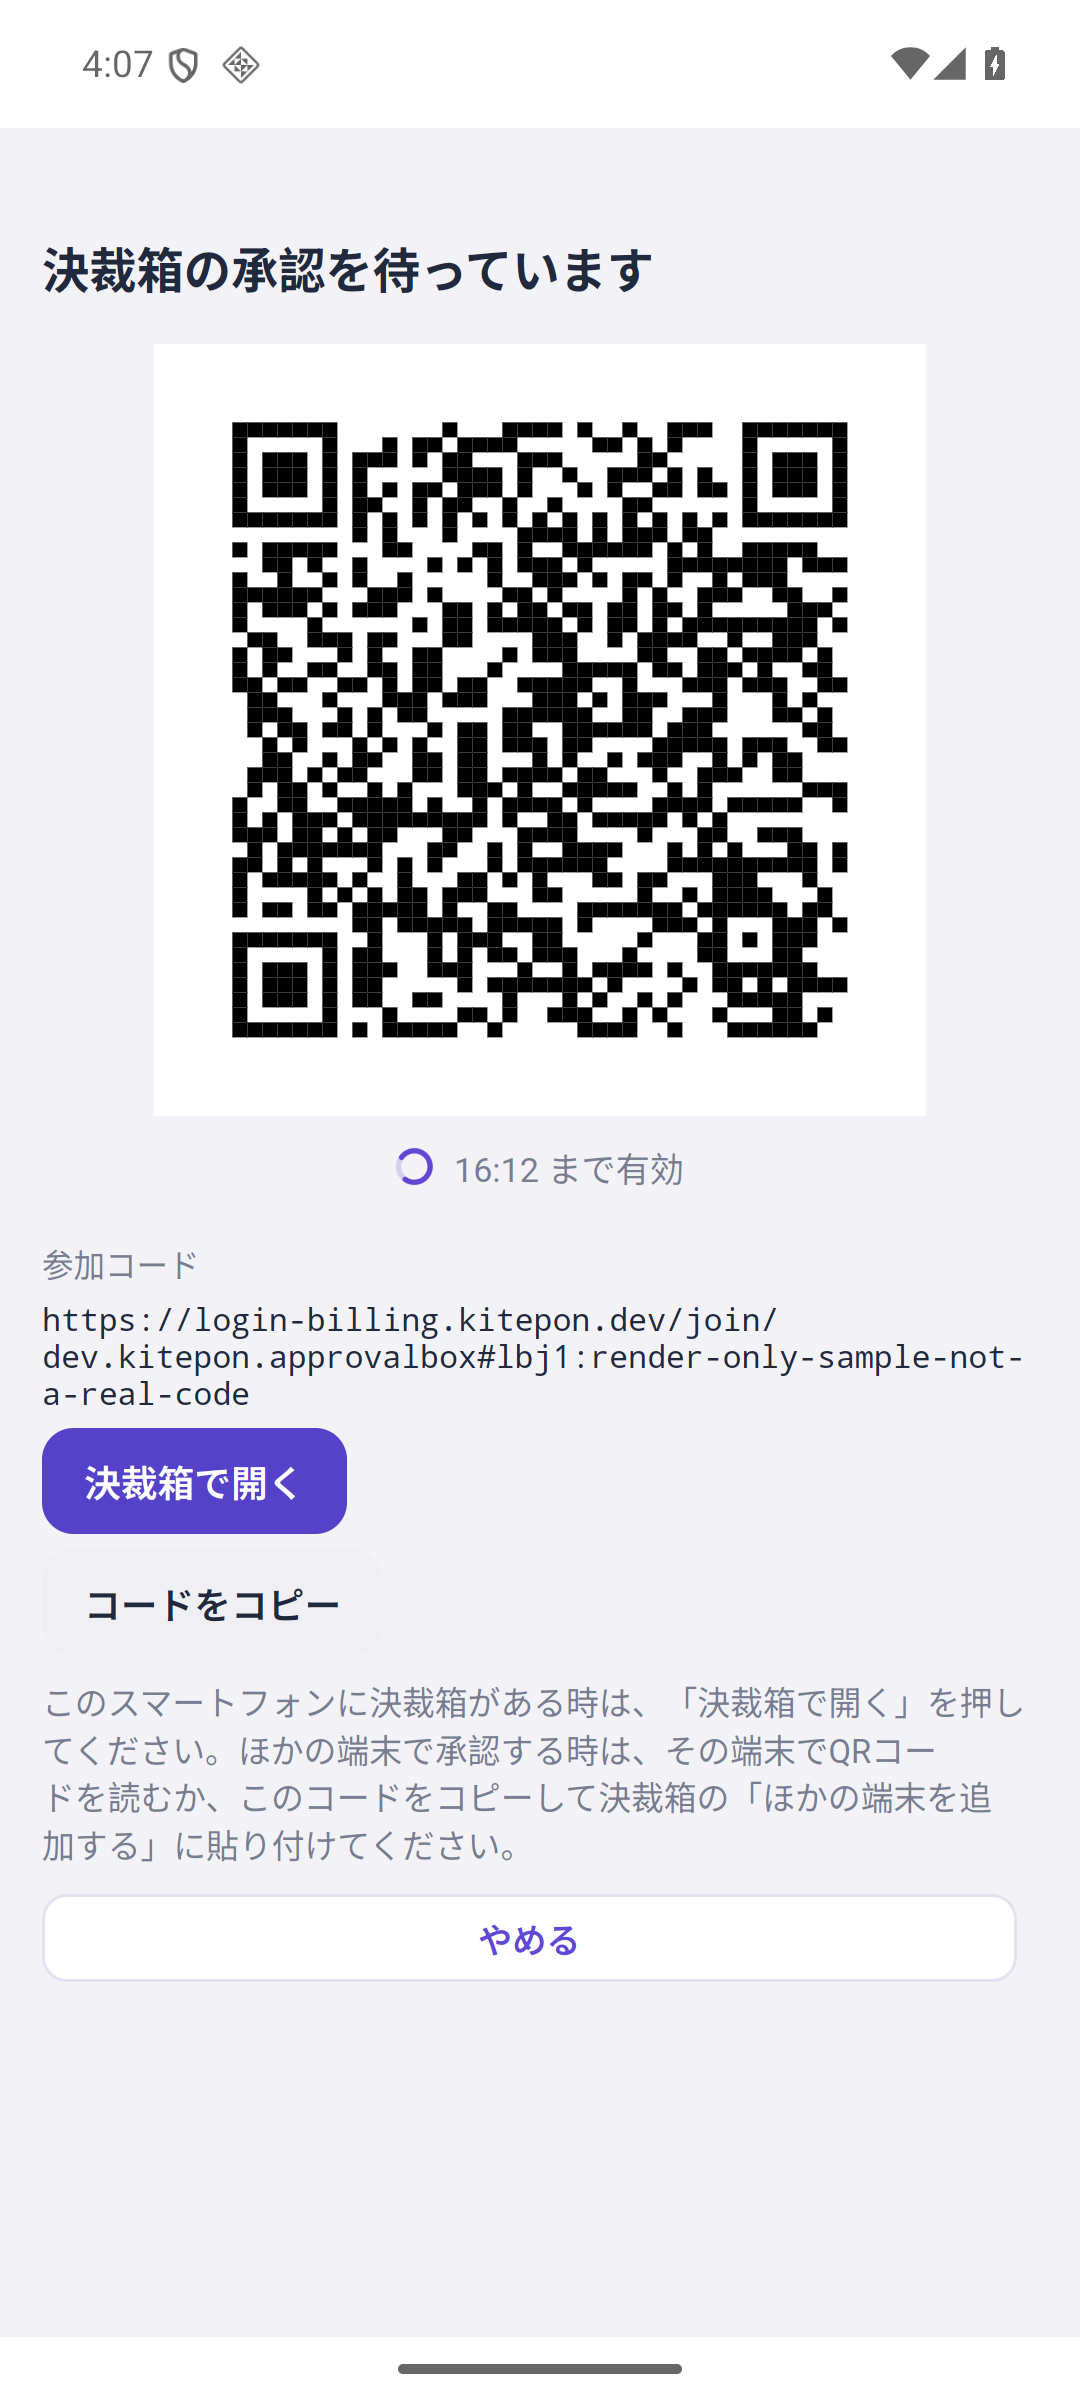 4:07
決裁箱の承認を待っています
16:12 まで有効
参加コード
https://login-billing.kitepon.dev/join/
dev.kitepon.approvalbox#lbj1:render-only-sample-not-
a-real-code
決裁箱で開く
コードをコピー
このスマートフォンに決裁箱がある時は、「決裁箱で開く」を押し
てください。ほかの端末で承認する時は、その端末でQRコー
ドを読むか、このコードをコピーして決裁箱の「ほかの端末を追
加する」に貼り付けてください。
やめる